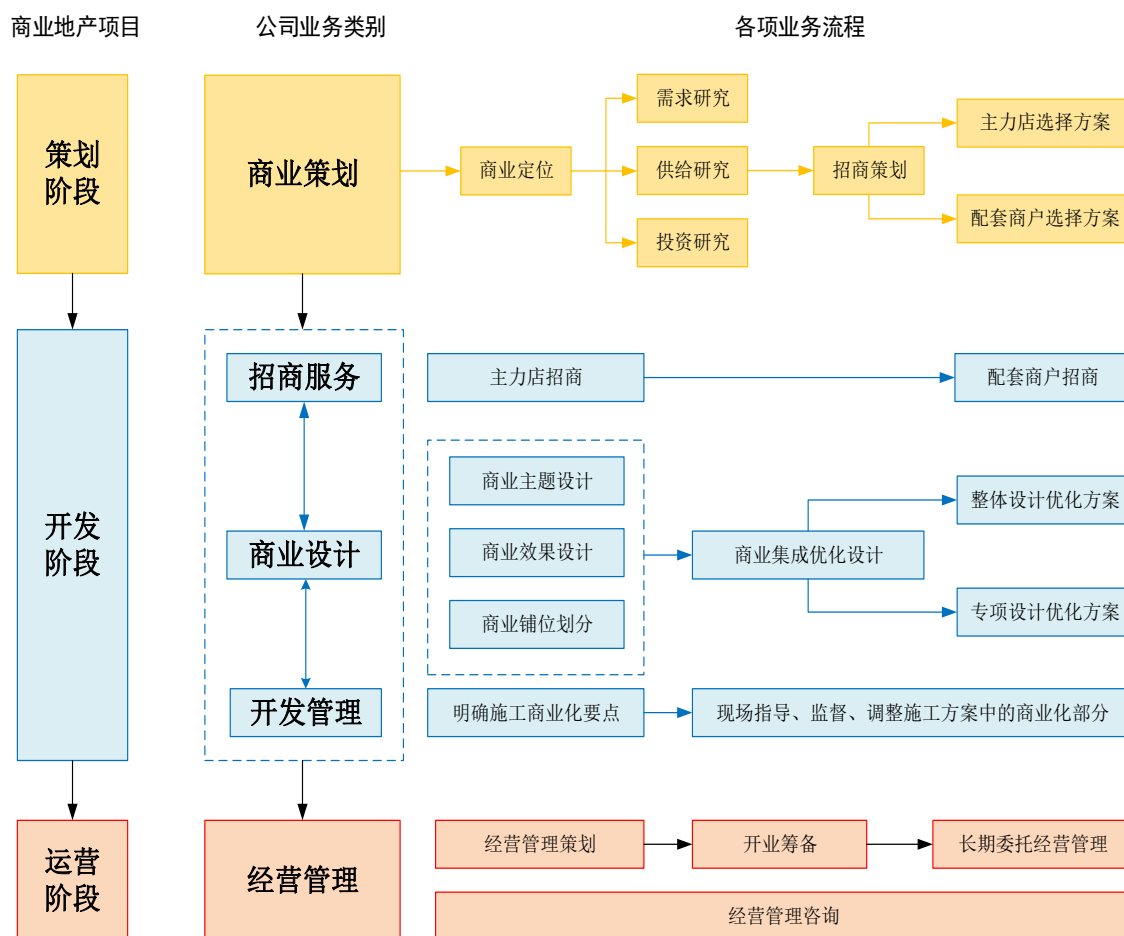 商业地产项目
公司业务类别
各项业务流程
策划
阶段
商业策划
商业定位
需求研究
供给研究
投资研究
招商策划
主力店选择方案
配套商户选择方案
开发
阶段
招商服务
商业设计
开发管理
主力店招商
配套商户招商
商业主题设计
商业效果设计
商业铺位划分
商业集成优化设计
整体设计优化方案
专项设计优化方案
明确施工商业化要点
现场指导、监督、调整施工方案中的商业化部分
运营
阶段
经营管理
经营管理策划
开业筹备
长期委托经营管理
经营管理咨询